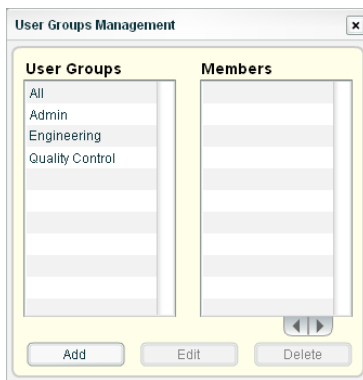 User Groups Management
User Groups
Members
All
Admin
Engineering
Quality Control
Add
Edit
Delete